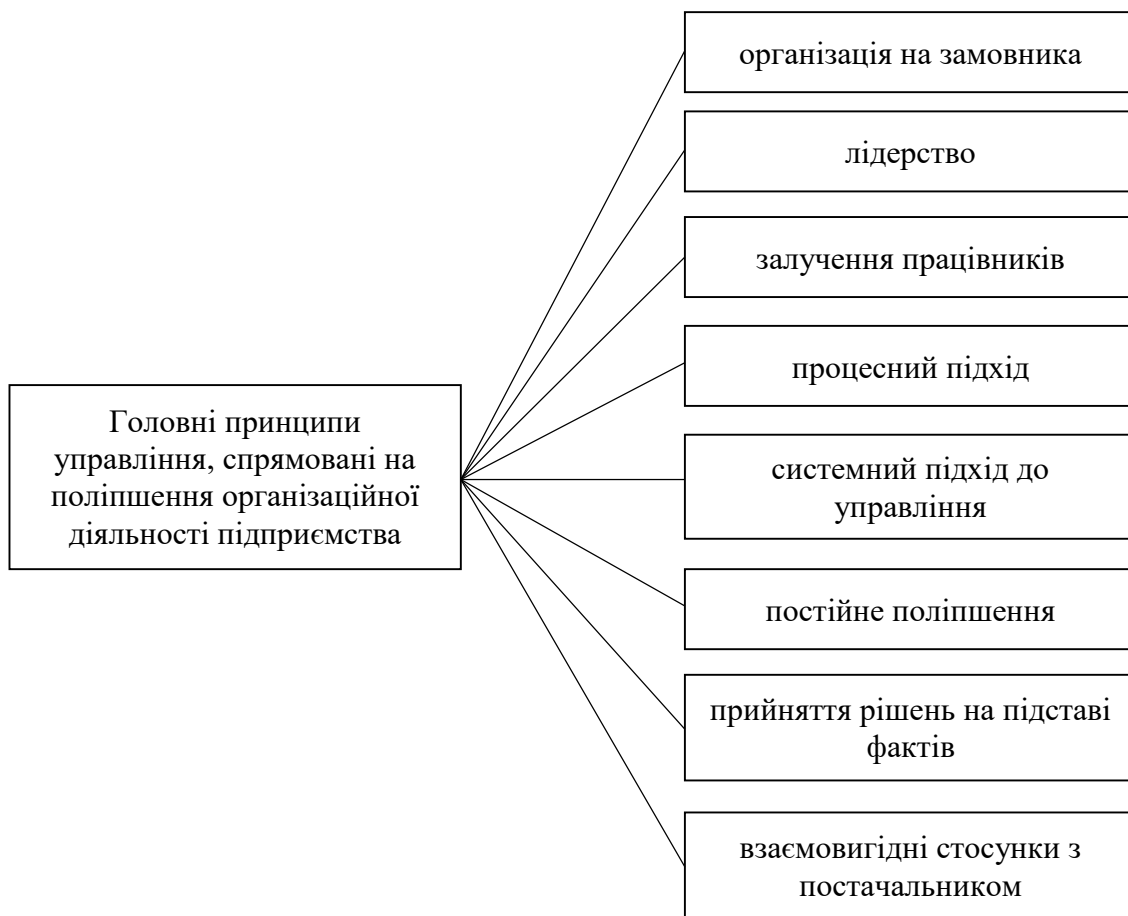 організація на замовника
лідерство
залучення працівників
процесний підхід
Головні принципи
управління, спрямовані на
поліпшення організаційної
діяльності підприємства
системний підхід до
управління
постійне поліпшення
прийняття рішень на підставі
фактів
взаємовигідні стосунки з
постачальником